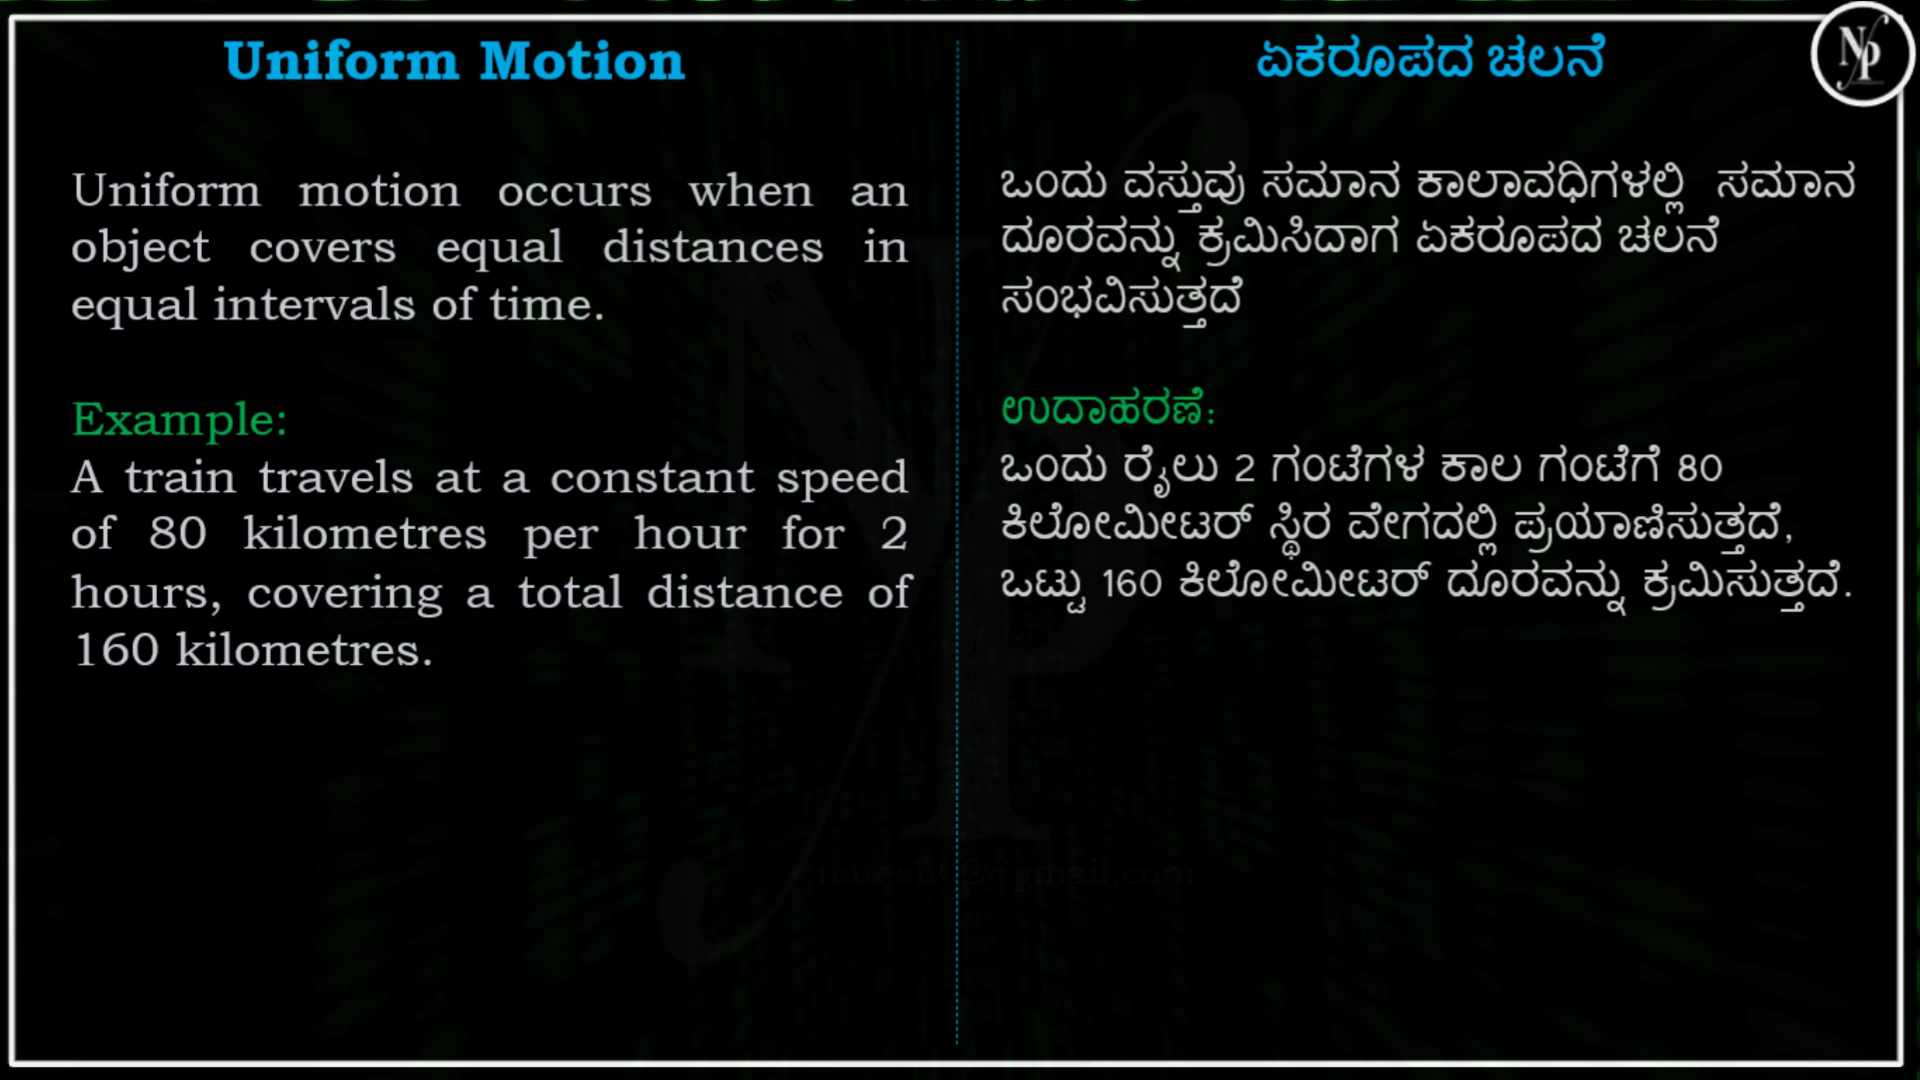 Uniform Motion
Uniform motion occurs when an
object covers equal distances in
equal intervals of time.
Example:
A train travels at a constant speed
of 80 kilometres per hour for 2
hours, covering a total distance of
160 kilometres.
ಏಕರೂಪದ ಚಲನೆ
ಒಂದು ವಸ್ತುವು ಸಮಾನ ಕಾಲಾವಧಿಗಳಲ್ಲಿ ಸಮಾನ
ದೂರವನ್ನು ಕ್ರಮಿಸಿದಾಗ ಏಕರೂಪದ ಚಲನೆ
ಸಂಭವಿಸುತ್ತದೆ
ಉದಾಹರಣೆ:
ಒಂದು ರೈಲು 2 ಗಂಟೆಗಳ ಕಾಲ ಗಂಟೆಗೆ 80
ಕಿಲೋಮೀಟರ್ ಸ್ಥಿರ ವೇಗದಲ್ಲಿ ಪ್ರಯಾಣಿಸುತ್ತದೆ,
ಒಟ್ಟು 160 ಕಿಲೋಮೀಟರ್ ದೂರವನ್ನು ಕ್ರಮಿಸುತ್ತದೆ.
NP